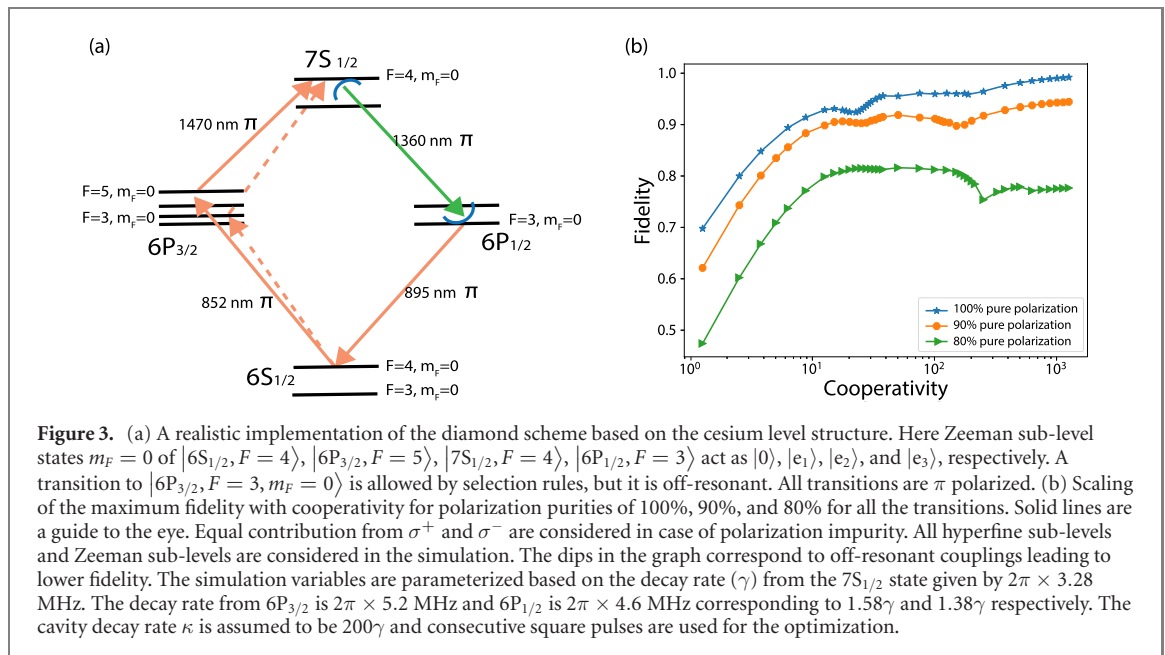 (a)
7S 1/2
F=4, mF=0
1470 nm π
1360nm π
F=5, mF=0
F=3, mF=0
6P3/2
F=3, mF=0
6P1/2
852 nm π
895 nm π
6S1/2
F=4, mF=0
F=3, mF=0
(b)
Fidelity
1.0
0.9
0.8
0.7
0.6
0.5
100% pure polarization
90% pure polarization
80% pure polarization
10⁰
10¹
10²
10³
Cooperativity
Figure 3. (a) A realistic implementation of the diamond scheme based on the cesium level structure. Here Zeeman sub-level
states mF = 0 of |6S1/2, F = 4⟩, |6P3/2, F = 5⟩, |7S1/2, F = 4⟩, |6P1/2, F = 3⟩ act as |0⟩, |e1⟩, |e2⟩, and |e3⟩, respectively. A
transition to |6P3/2, F = 3, mF = 0⟩ is allowed by selection rules, but it is off-resonant. All transitions are π polarized. (b) Scaling
of the maximum fidelity with cooperativity for polarization purities of 100%, 90%, and 80% for all the transitions. Solid lines are
a guide to the eye. Equal contribution from σ⁺ and σ⁻ are considered in case of polarization impurity. All hyperfine sub-levels
and Zeeman sub-levels are considered in the simulation. The dips in the graph correspond to off-resonant couplings leading to
lower fidelity. The simulation variables are parameterized based on the decay rate (γ) from the 7S1/2 state given by 2π × 3.28
MHz. The decay rate from 6P3/2 is 2π × 5.2 MHz and 6P1/2 is 2π × 4.6 MHz corresponding to 1.58γ and 1.38γ respectively. The
cavity decay rate κ is assumed to be 200γ and consecutive square pulses are used for the optimization.